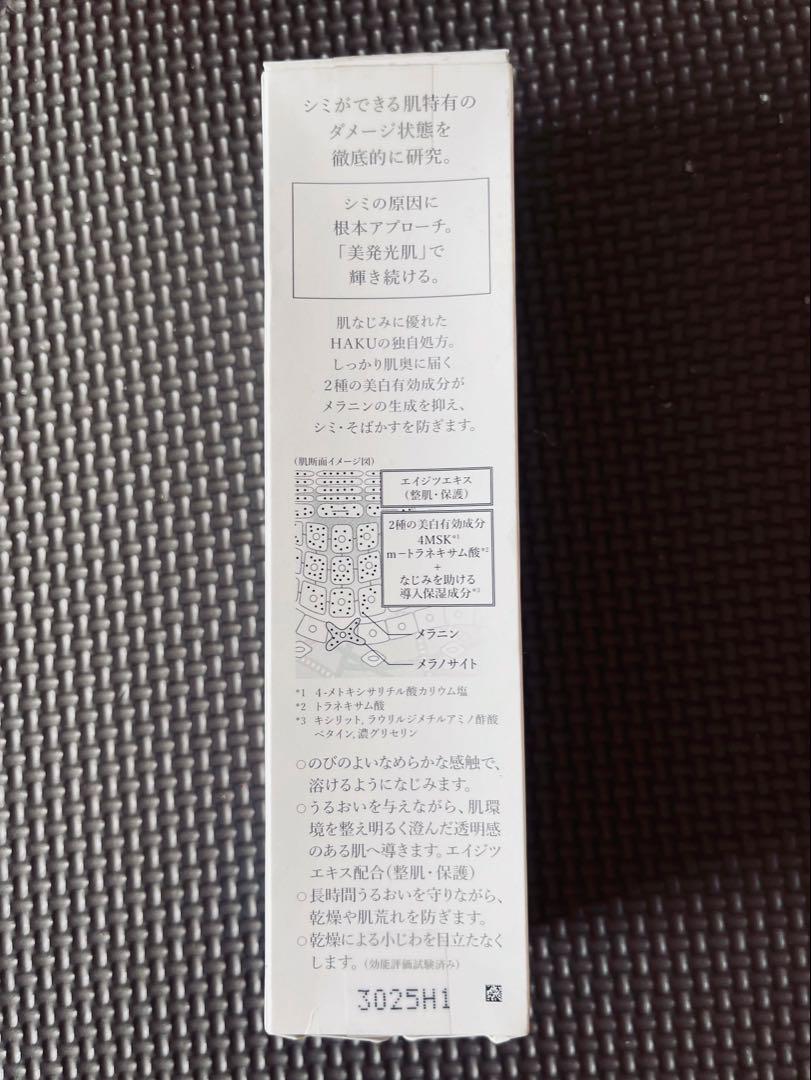 シミができる肌特有の
ダメージ状態を
徹底的に研究。
シミの原因に
根本アプローチ。
「美発光肌」で
輝き続ける。
肌なじみに優れた
HAKUの独自処方。
しっかり肌奥に届く
2種の美白有効成分が
メラニンの生成を抑え、
シミ・そばかすを防ぎます。
(肌断面イメージ図)
エイジツエキス
(整肌・保護)
2種の美白有効成分
4MSK*1
m-トラネキサム酸*2
+
なじみを助ける
導入保湿成分*3
メラニン
メラノサイト
*1 4-メトキシサリチル酸カリウム塩
*2 トラネキサム酸
*3 キシリット, ラウリルジメチルアミノ酢酸
ベタイン, 濃グリセリン
○のびのよいなめらかな感触で、
溶けるようになじみます。
○うるおいを与えながら、肌環
境を整え明るく澄んだ透明感
のある肌へ導きます。エイジツ
エキス配合(整肌・保護)
○長時間うるおいを守りながら、
乾燥や肌荒れを防ぎます。
○乾燥による小じわを目立たなく
します。(効能評価試験済み)
3025H1